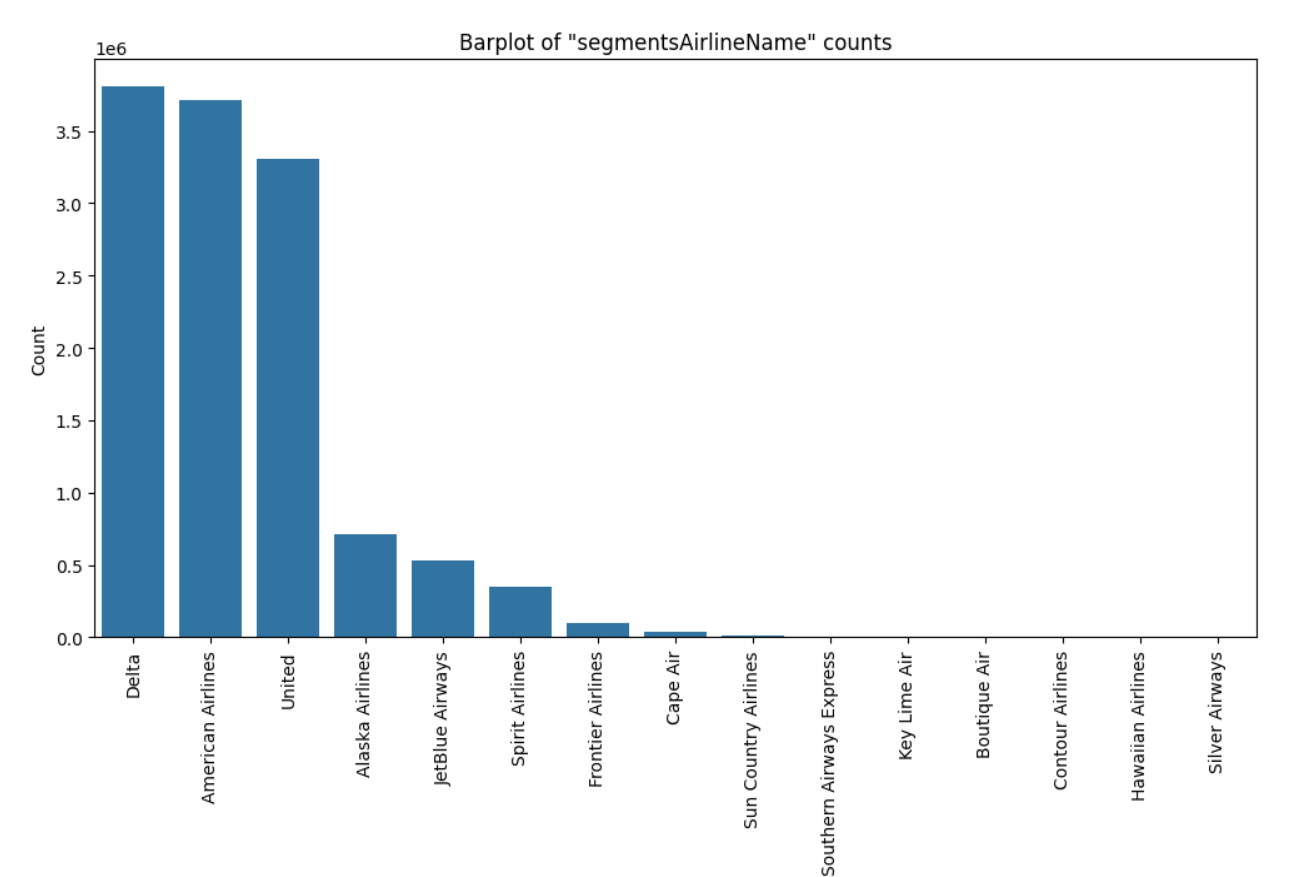 Barplot of "segmentsAirlineName" counts
1e6
3.5
3.0
2.5
2.0
1.5
1.0
0.5
0.0
Count
Delta
American Airlines
United
Alaska Airlines
JetBlue Airways
Spirit Airlines
Frontier Airlines
Cape Air
Sun Country Airlines
Southern Airways Express
Key Lime Air
Boutique Air
Contour Airlines
Hawaiian Airlines
Silver Airways